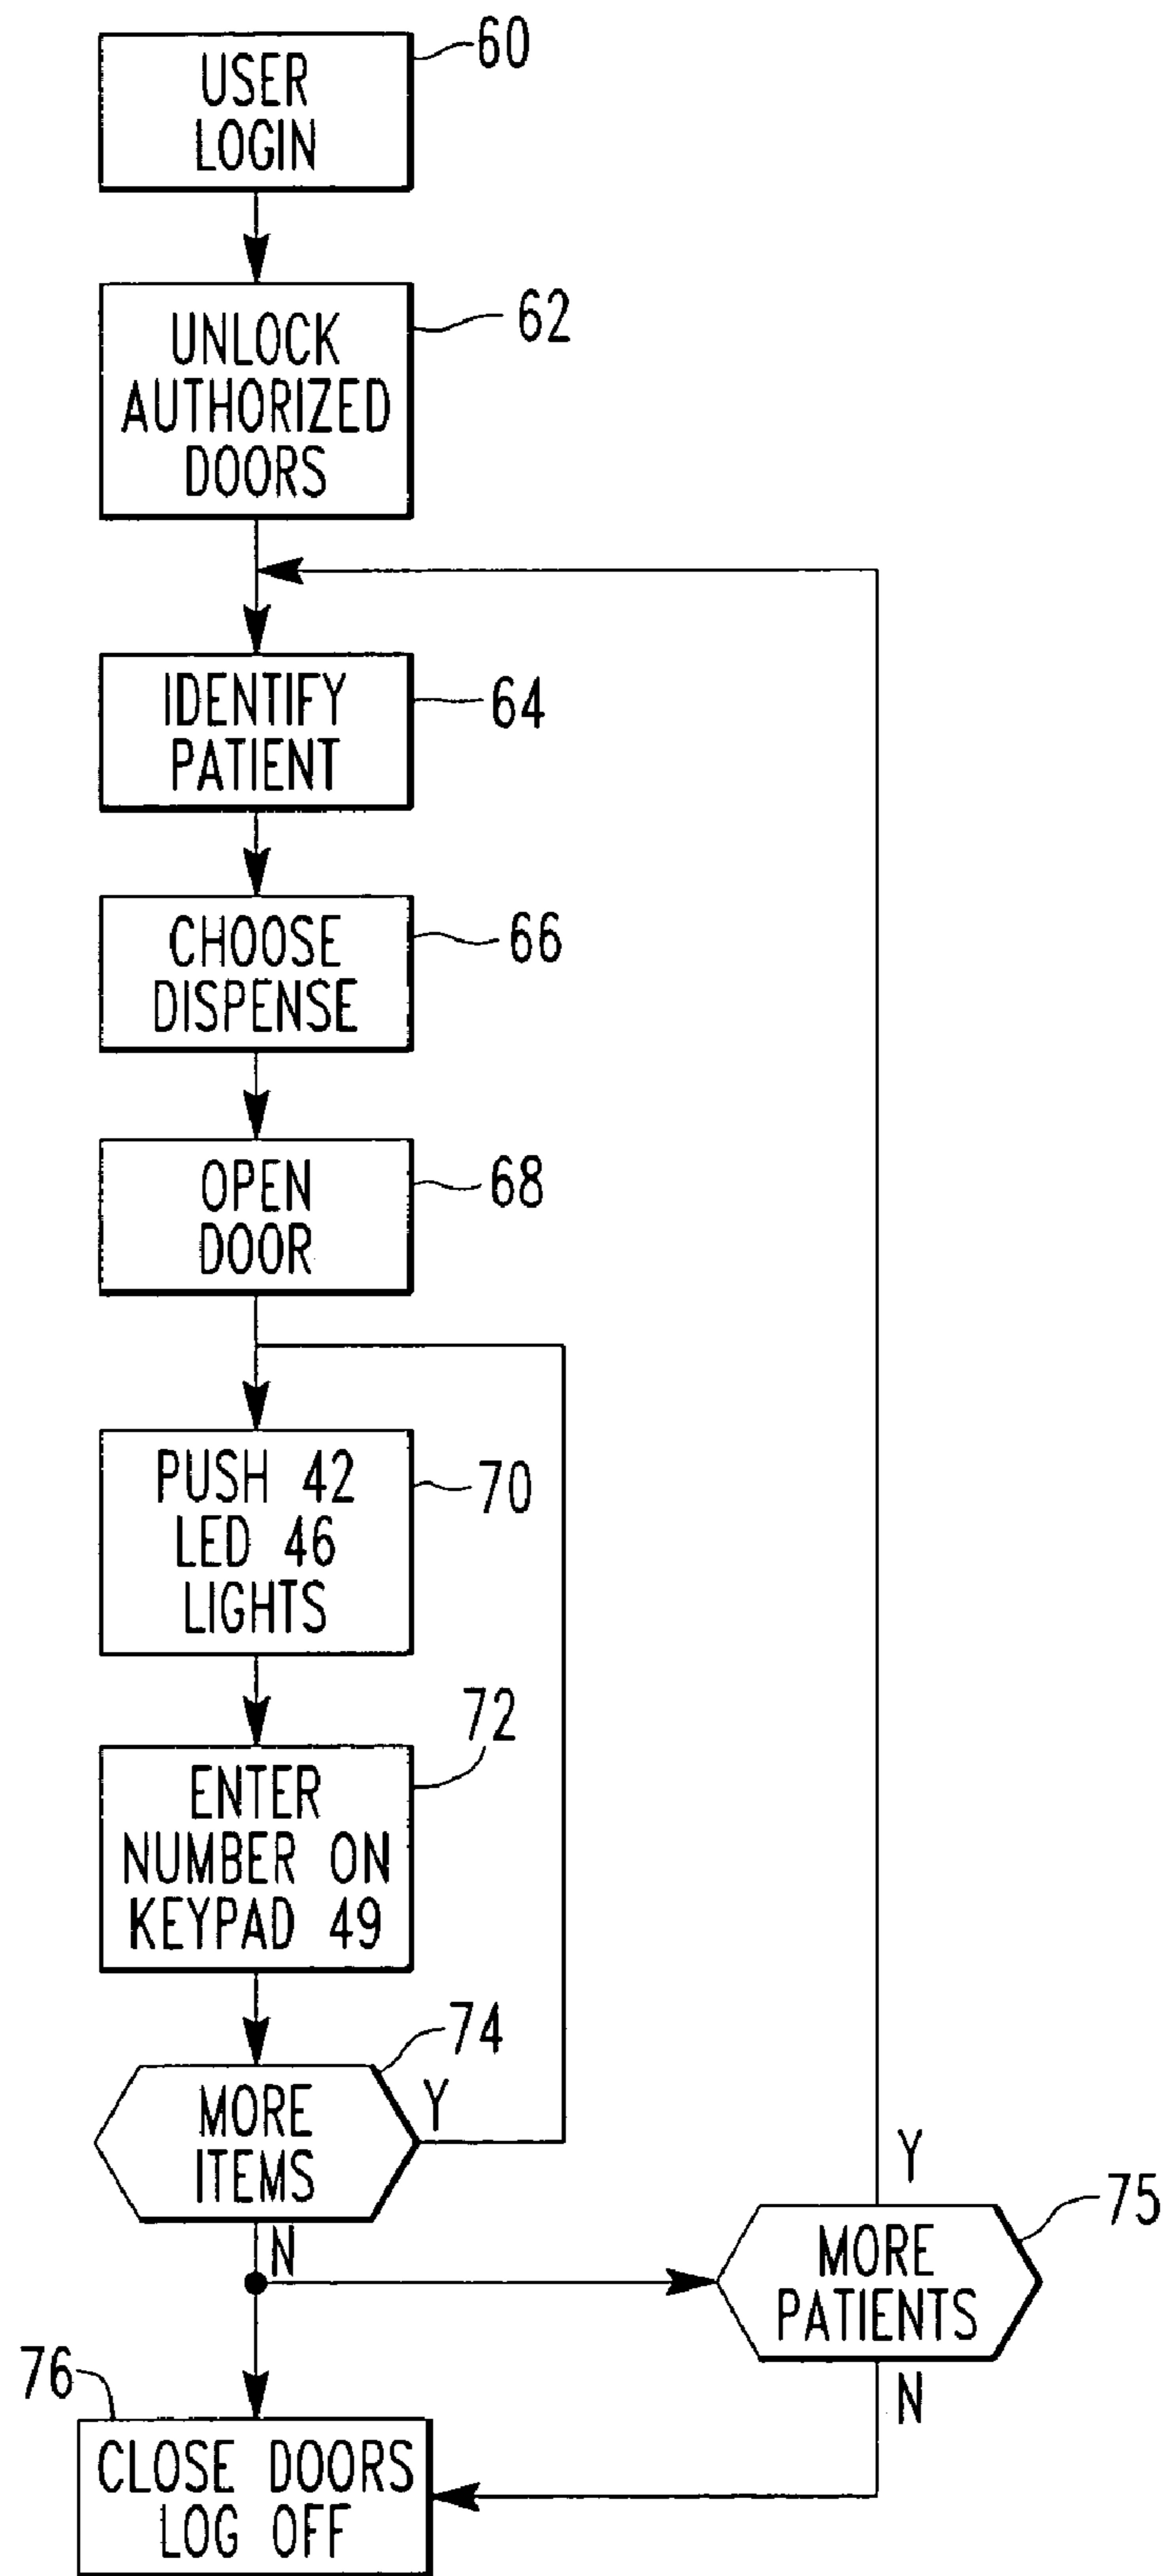 USER
LOGIN
60
UNLOCK
AUTHORIZED
DOORS
62
IDENTIFY
PATIENT
64
CHOOSE
DISPENSE
66
OPEN
DOOR
68
PUSH 42
LED 46
LIGHTS
70
72
ENTER
NUMBER ON
KEYPAD 49
74
MORE
ITEMS
Y
N
Y
75
MORE
PATIENTS
N
76
CLOSE DOORS
LOG OFF